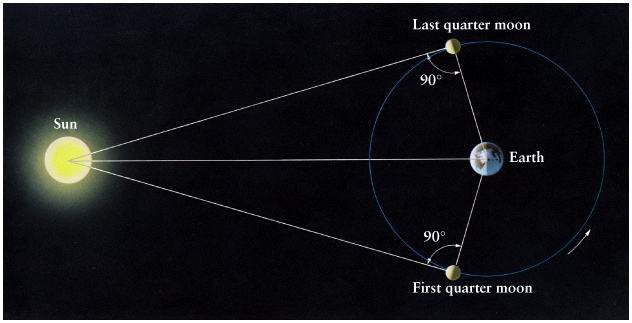 Last quarter moon
90°
Sun
Earth
90°
First quarter moon